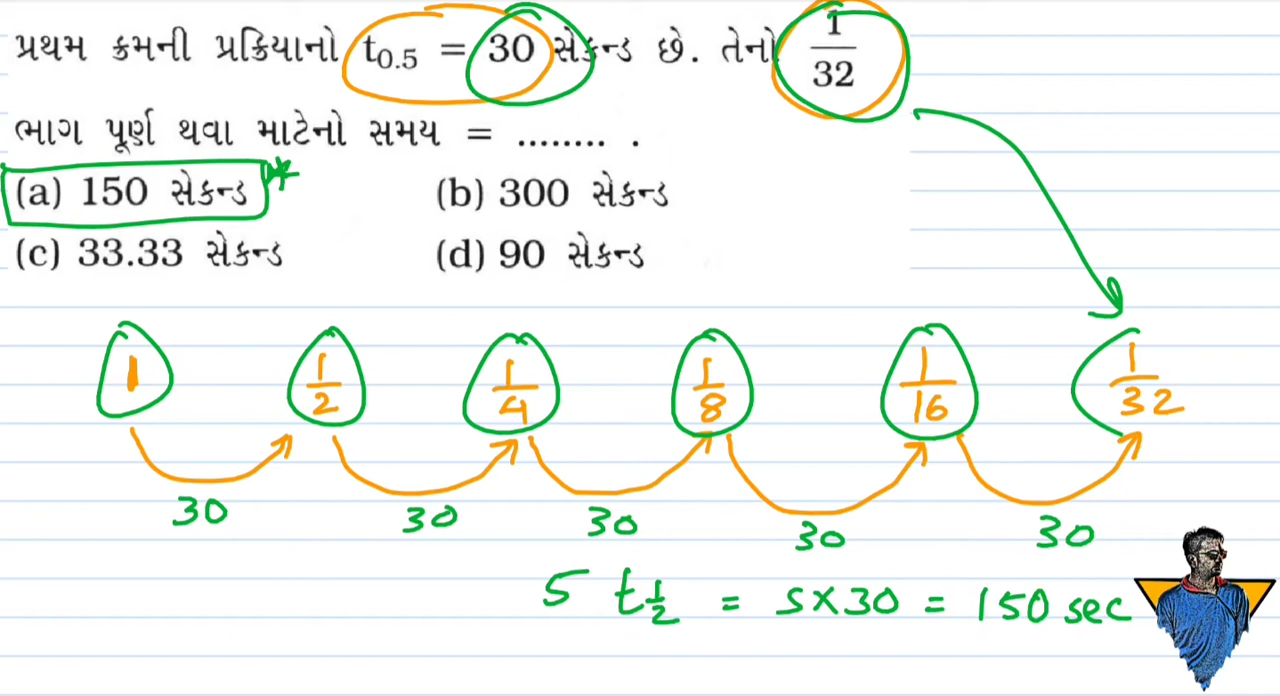 પ્રથમ ક્રમની પ્રક્રિયાનો t0.5 = 30 સેકન્ડ છે. તેનો 1/32
ભાગ પૂર્ણ થવા માટેનો સમય = ........ .
(a) 150 સેકન્ડ (b) 300 સેકન્ડ
(c) 33.33 સેકન્ડ (d) 90 સેકન્ડ
1 1/2 1/4 1/8 1/16 1/32
30 30 30 30 30
5 t1/2 = 5×30 = 150 sec